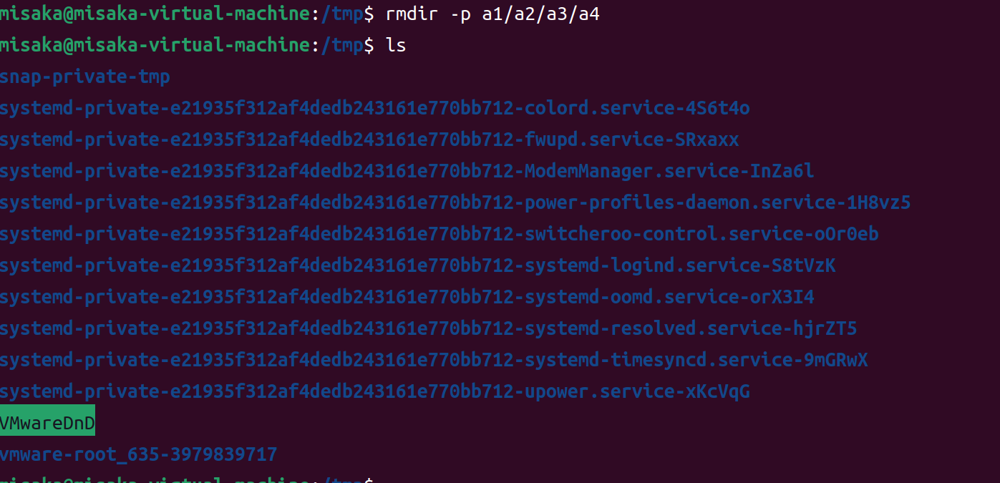 misaka@misaka-virtual-machine:/tmp$ rmdir -p a1/a2/a3/a4
misaka@misaka-virtual-machine:/tmp$ ls
snap-private-tmp
systemd-private-e21935f312af4dedb243161e770bb712-colord.service-4S6t4o
systemd-private-e21935f312af4dedb243161e770bb712-fwupd.service-SRxaxx
systemd-private-e21935f312af4dedb243161e770bb712-ModemManager.service-InZa6l
systemd-private-e21935f312af4dedb243161e770bb712-power-profiles-daemon.service-1H8vz5
systemd-private-e21935f312af4dedb243161e770bb712-switcheroo-control.service-oOr0eb
systemd-private-e21935f312af4dedb243161e770bb712-systemd-logind.service-S8tVzK
systemd-private-e21935f312af4dedb243161e770bb712-systemd-oomd.service-orX3I4
systemd-private-e21935f312af4dedb243161e770bb712-systemd-resolved.service-hjrZT5
systemd-private-e21935f312af4dedb243161e770bb712-systemd-timesyncd.service-9mGRwX
systemd-private-e21935f312af4dedb243161e770bb712-upower.service-xKcVqG
VMwareDnD
vmware-root_635-3979839717
misaka@misaka-virtual-machine:/tmp$